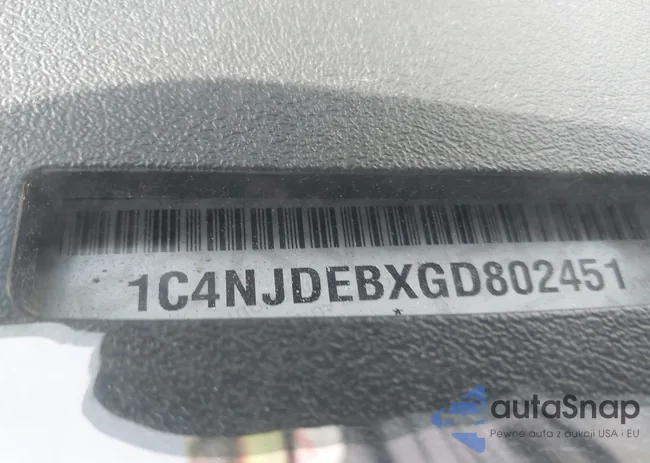 1C4NJDEBXGD802451
autaSnap
Pewne auta z aukcji USA i EU